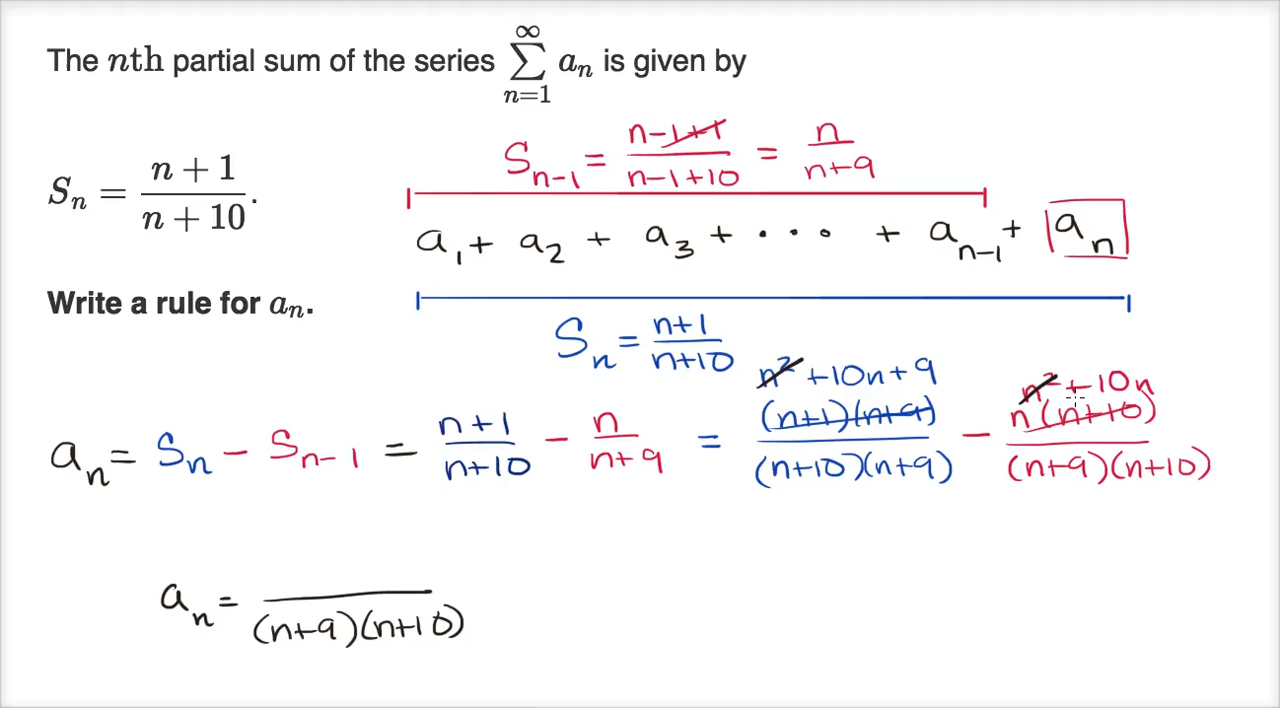 The nth partial sum of the series ∑_{n=1}^{∞} a_n is given by
S_n = (n + 1)/(n + 10).
S_{n-1} = (n-1+1)/(n-1+10) = n/(n+9)
a_1 + a_2 + a_3 + ··· + a_{n-1} + a_n
Write a rule for a_n.
S_n = (n+1)/(n+10)
n² +10n+9
n² +10n
a_n = S_n - S_{n-1} = (n+1)/(n+10) - n/(n+9) = (n+1)(n+9)/(n+10)(n+9) - n(n+10)/(n+9)(n+10)
a_n = /(n+9)(n+10)